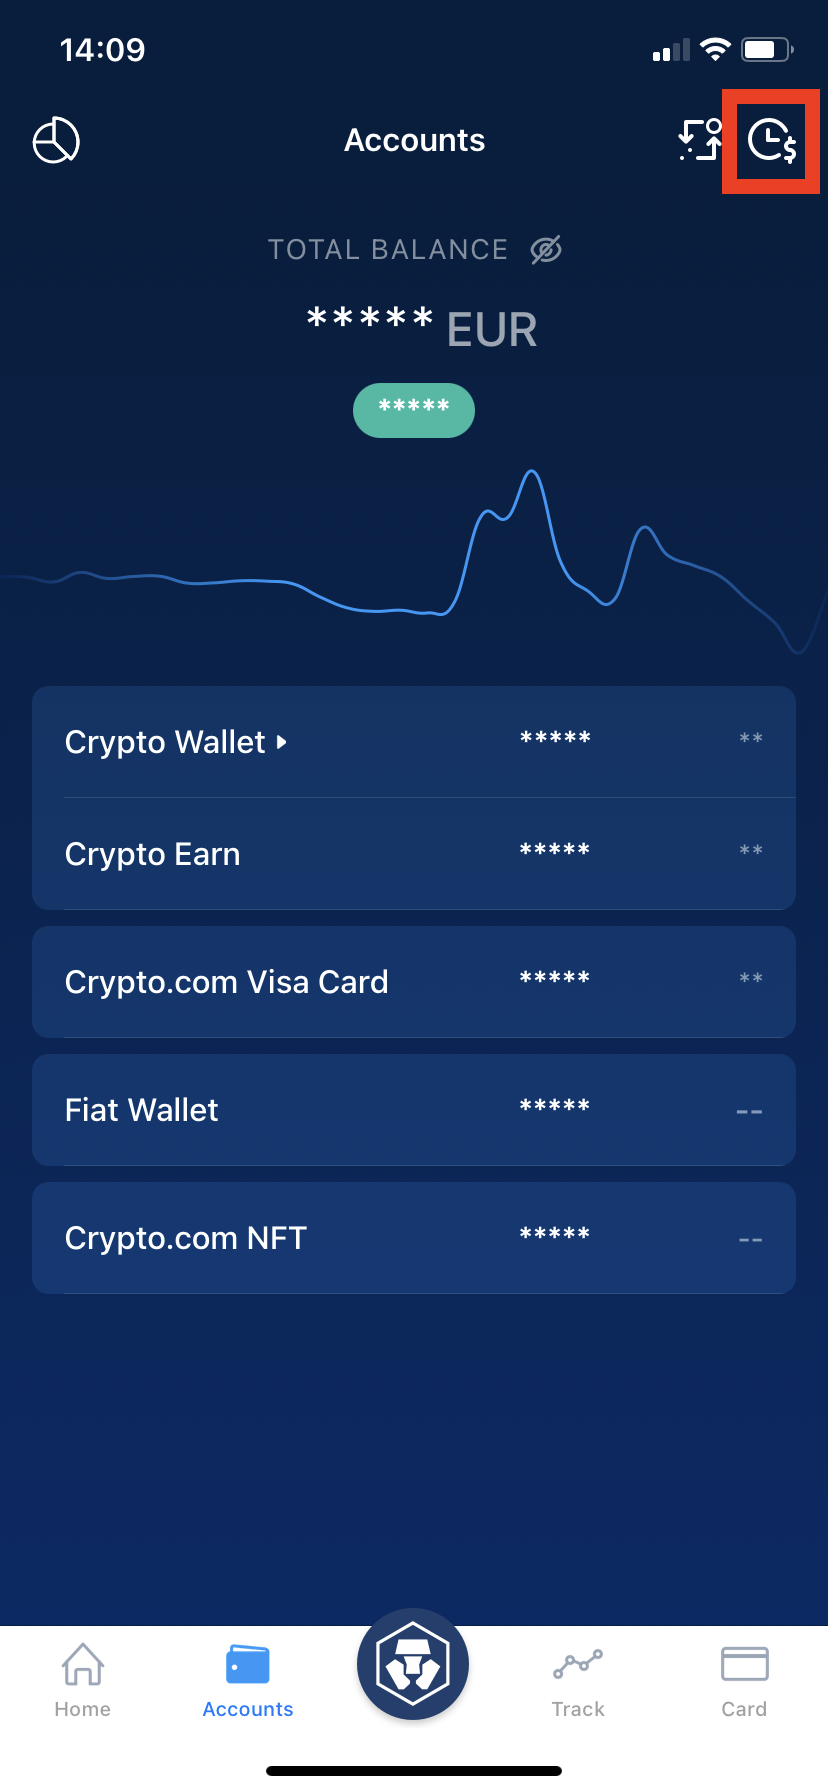 14:09
Accounts
TOTAL BALANCE
***** EUR
*****
Crypto Wallet ***** **
Crypto Earn ***** **
Crypto.com Visa Card ***** **
Fiat Wallet ***** --
Crypto.com NFT ***** --
Home Accounts Track Card